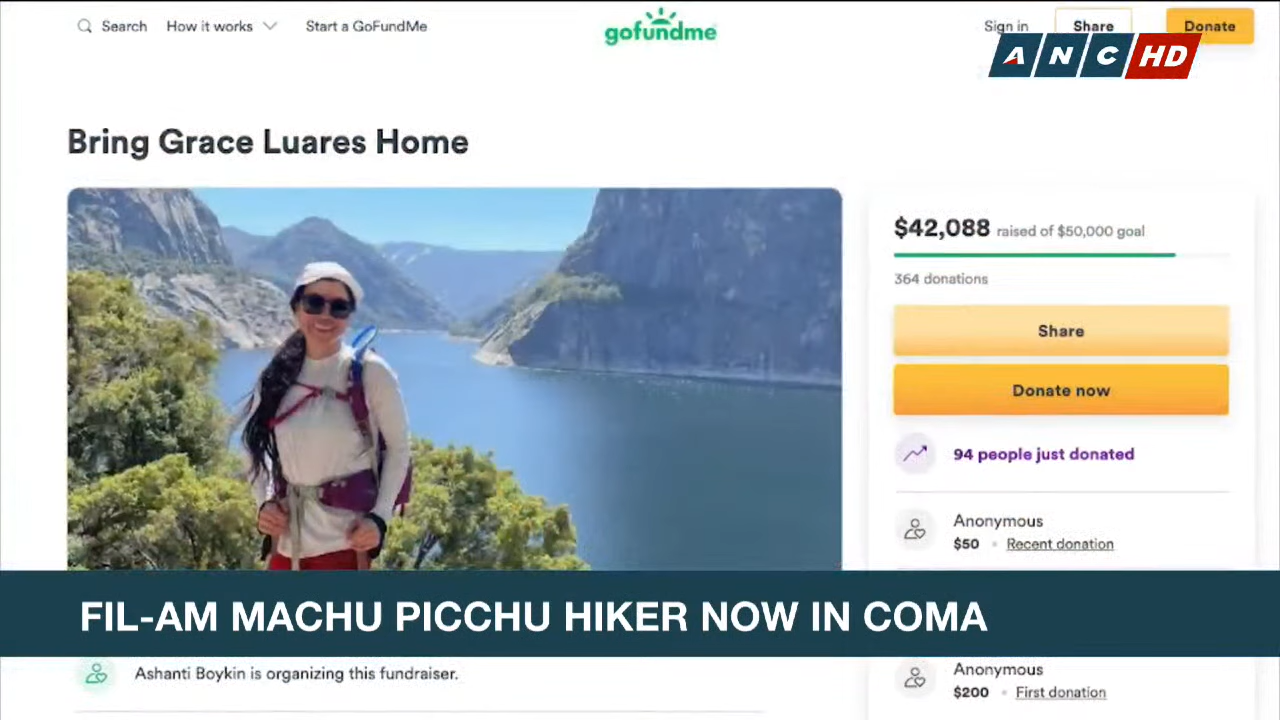 Search How it works Start a GoFundMe gofundme Sign in Share Donate
ANC HD
Bring Grace Luares Home
$42,088 raised of $50,000 goal
364 donations
Share
Donate now
94 people just donated
Anonymous
$50 • Recent donation
FIL-AM MACHU PICCHU HIKER NOW IN COMA
Ashanti Boykin is organizing this fundraiser.
Anonymous
$200 • First donation